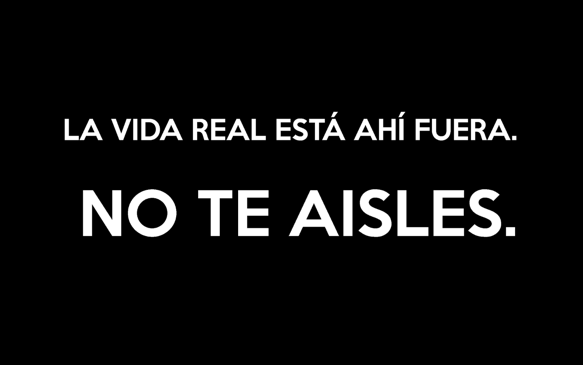 LA VIDA REAL ESTÁ AHÍ FUERA.
NO TE AISLES.